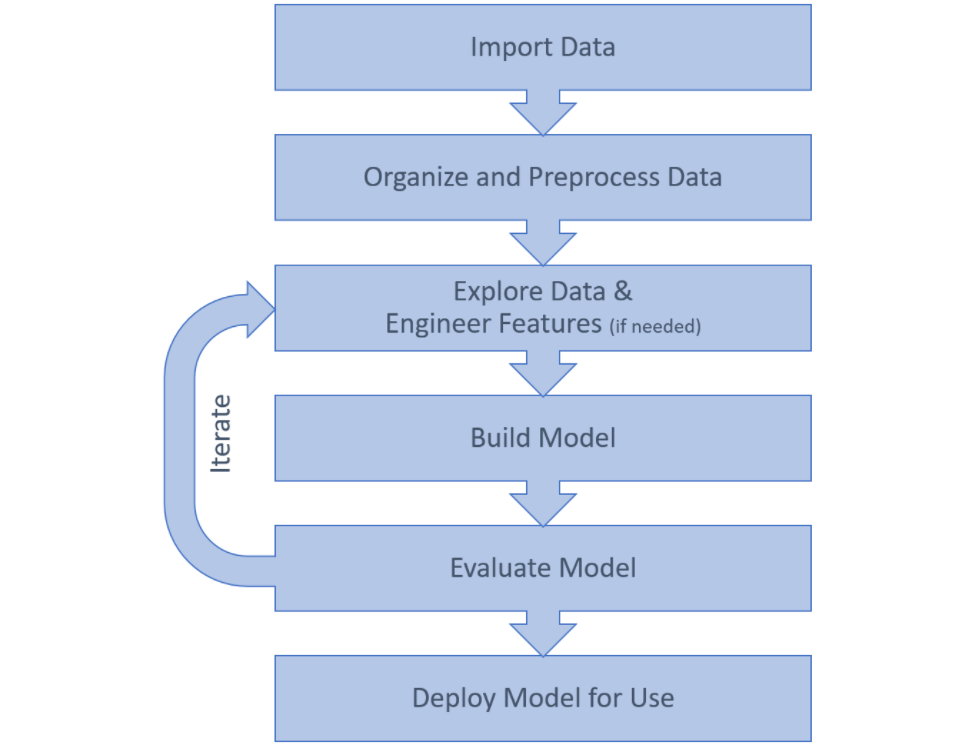 Import Data
Organize and Preprocess Data
Explore Data &
Engineer Features (if needed)
Iterate
Build Model
Evaluate Model
Deploy Model for Use